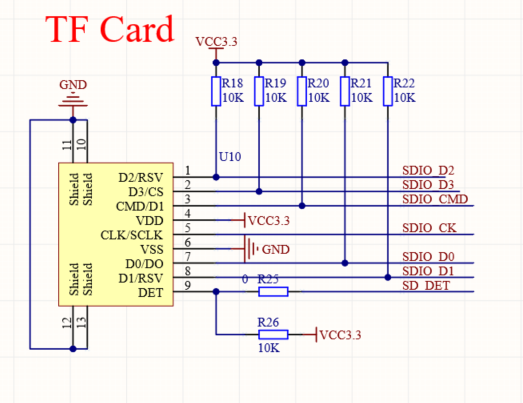 TF Card
VCC3.3
GND
R18 R19 R20 R21 R22
10K 10K 10K 10K 10K
11 10
U10
Shield Shield
D2/RSV 1 SDIO_D2
D3/CS 2 SDIO_D3
CMD/D1 3 SDIO_CMD
VDD 4 VCC3.3
CLK/SCLK 5 SDIO_CK
VSS 6 GND
D0/DO 7 SDIO_D0
D1/RSV 8 SDIO_D1
DET 9 0 R25 SD_DET
Shield Shield
12 13
R26
10K
VCC3.3